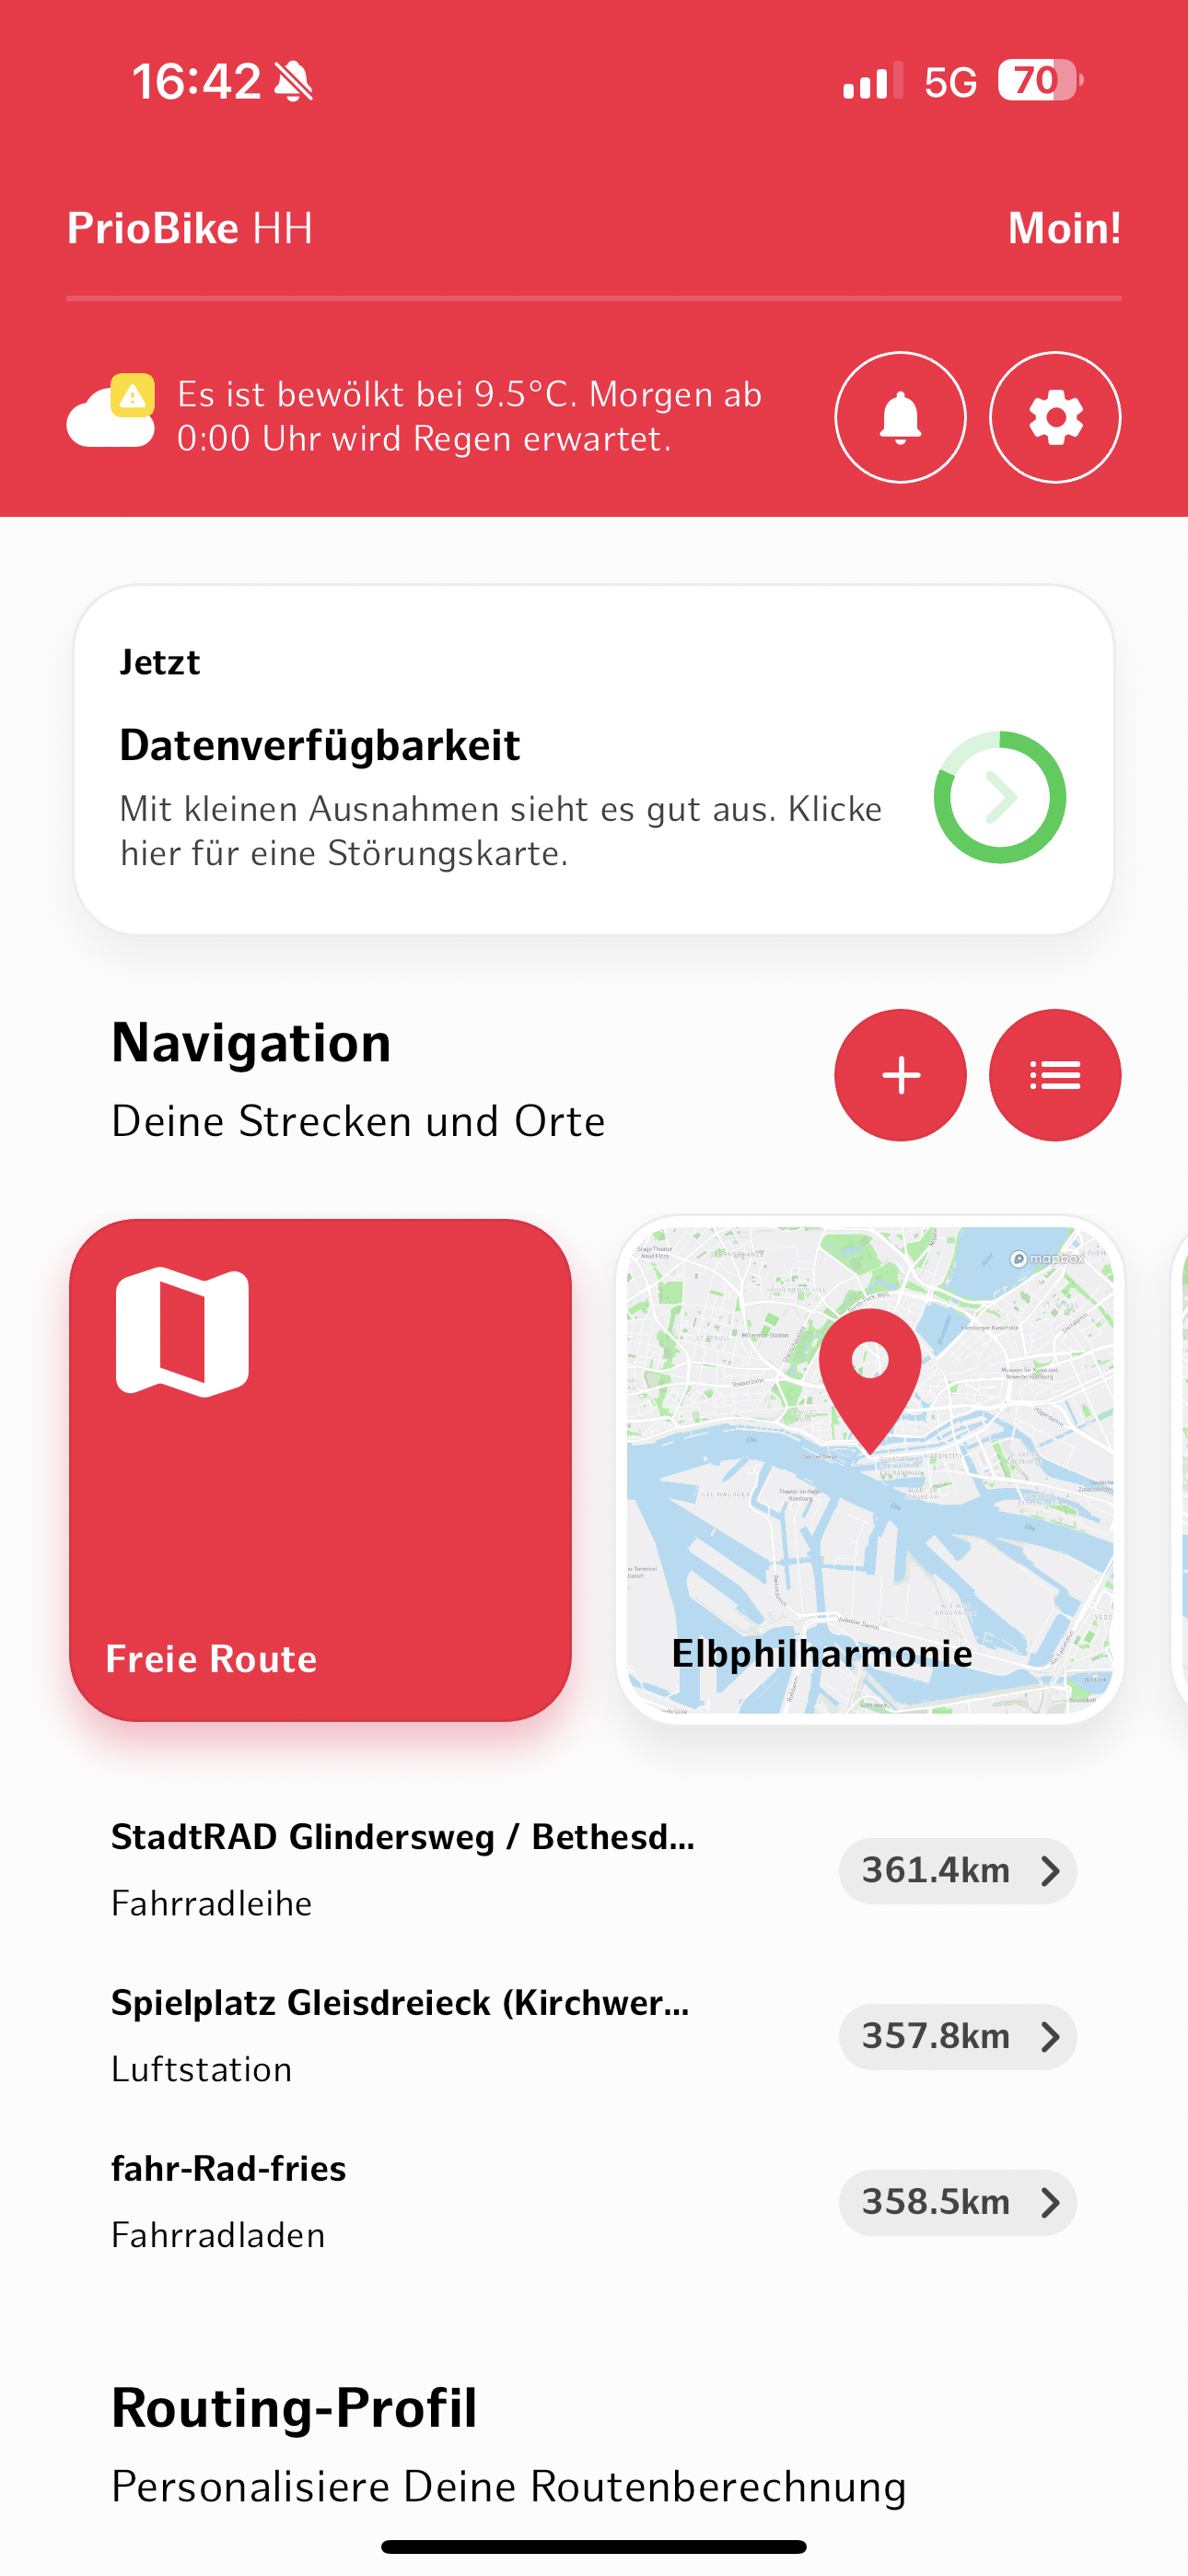 16:42
5G 70
PrioBike HH
Moin!
Es ist bewölkt bei 9.5°C. Morgen ab
0:00 Uhr wird Regen erwartet.
Jetzt
Datenverfügbarkeit
Mit kleinen Ausnahmen sieht es gut aus. Klicke
hier für eine Störungskarte.
Navigation
Deine Strecken und Orte
Freie Route
mapbox
Elbphilharmonie
StadtRAD Glindersweg / Bethesd...
Fahrradleihe
361.4km
Spielplatz Gleisdreieck (Kirchwer...
Luftstation
357.8km
fahr-Rad-fries
Fahrradladen
358.5km
Routing-Profil
Personalisiere Deine Routenberechnung